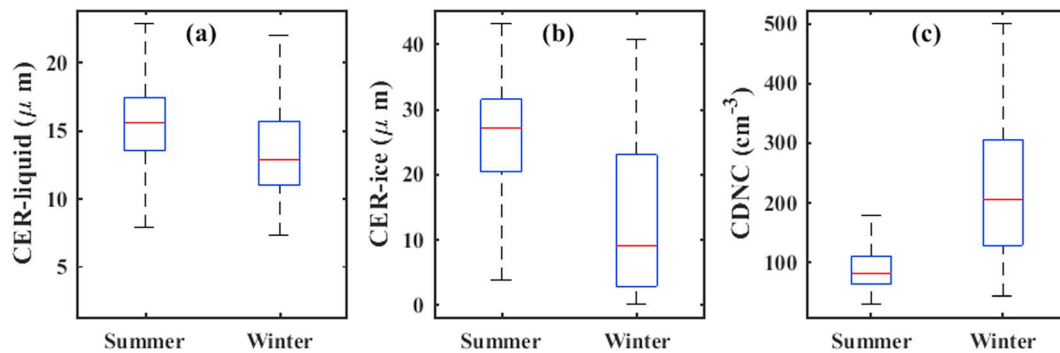 (a)
CER-liquid (μ m)
20
15
10
5
Summer Winter
(b)
CER-ice (μ m)
40
30
20
10
0
Summer Winter
(c)
CDNC (cm-3)
500
400
300
200
100
Summer Winter